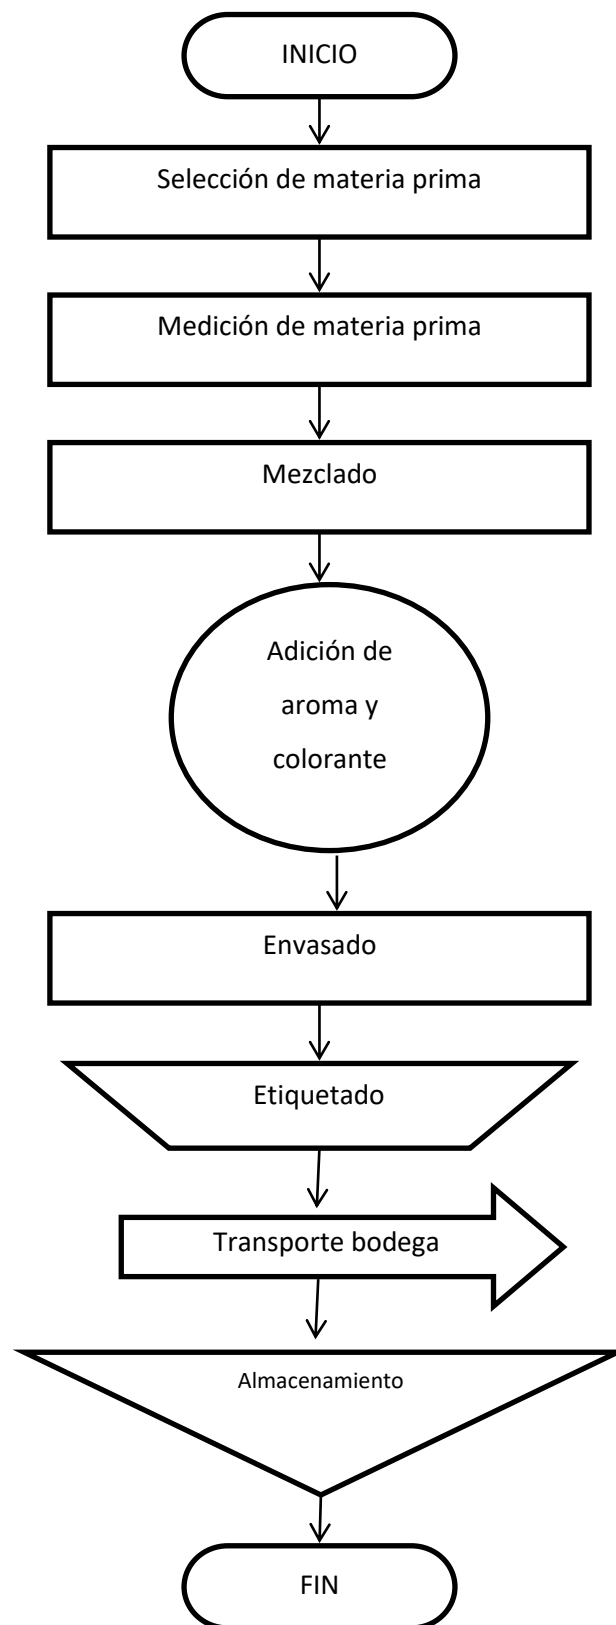 INICIO
Selección de materia prima
Medición de materia prima
Mezclado
Adición de
aroma y
colorante
Envasado
Etiquetado
Transporte bodega
Almacenamiento
FIN